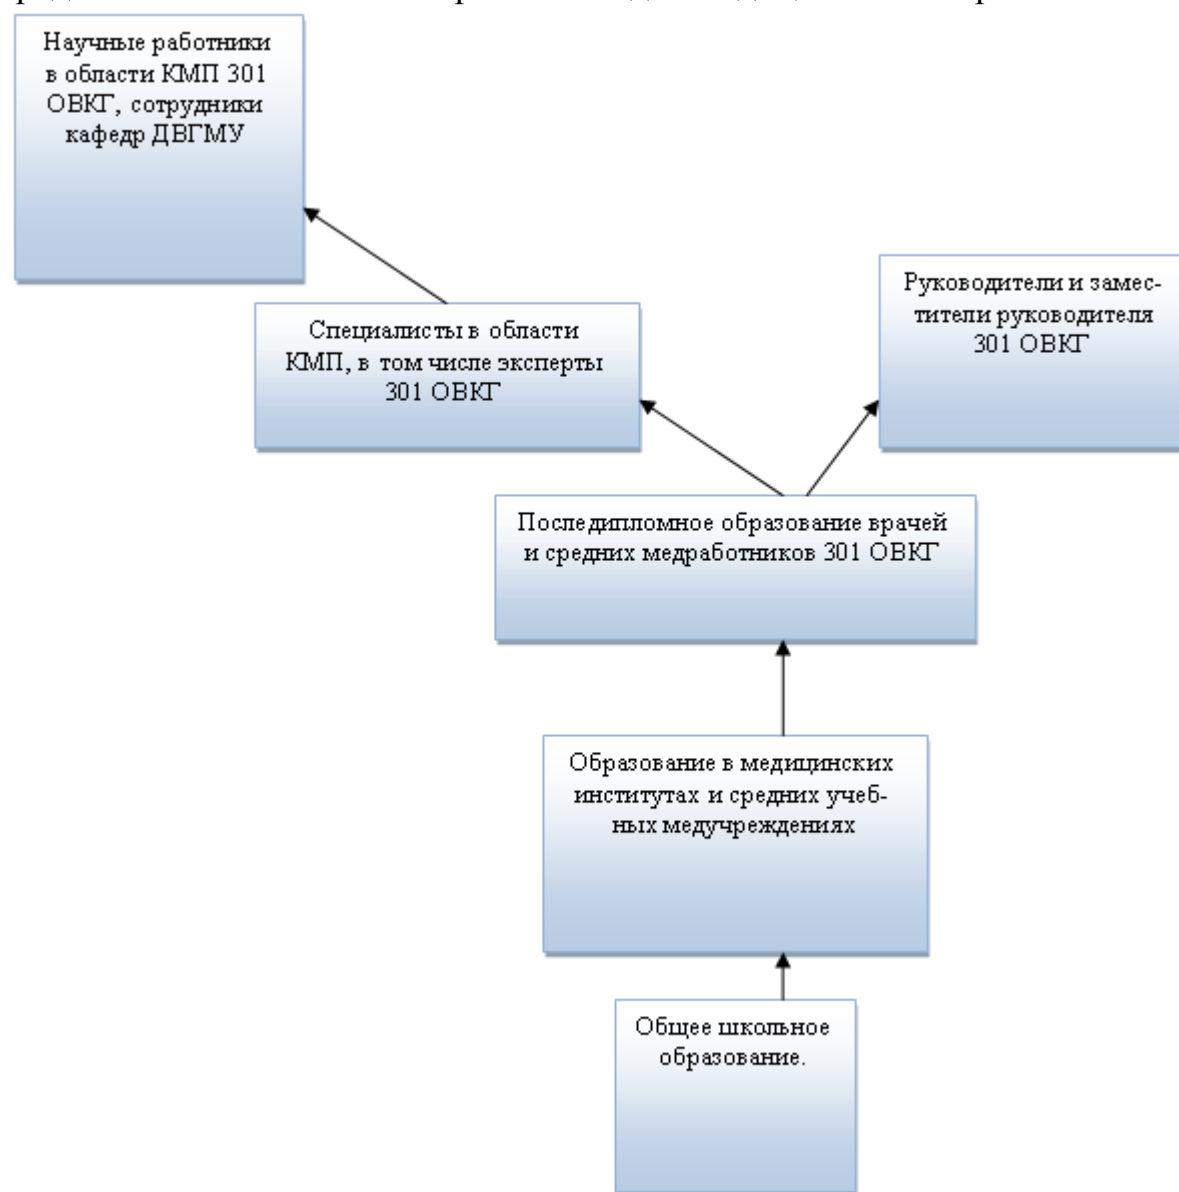 Научные работники
в области КМП 301
ОВКГ, сотрудники
кафедр ДВГМУ
Руководители и замес-
тители руководителя
301 ОВКГ
Специалисты в области
КМП, в том числе эксперты
301 ОВКГ
Последипломное образование врачей
и средних медработников 301 ОВКГ
Образование в медицинских
институтах и средних учеб-
ных медучреждениях
Общее школьное
образование.